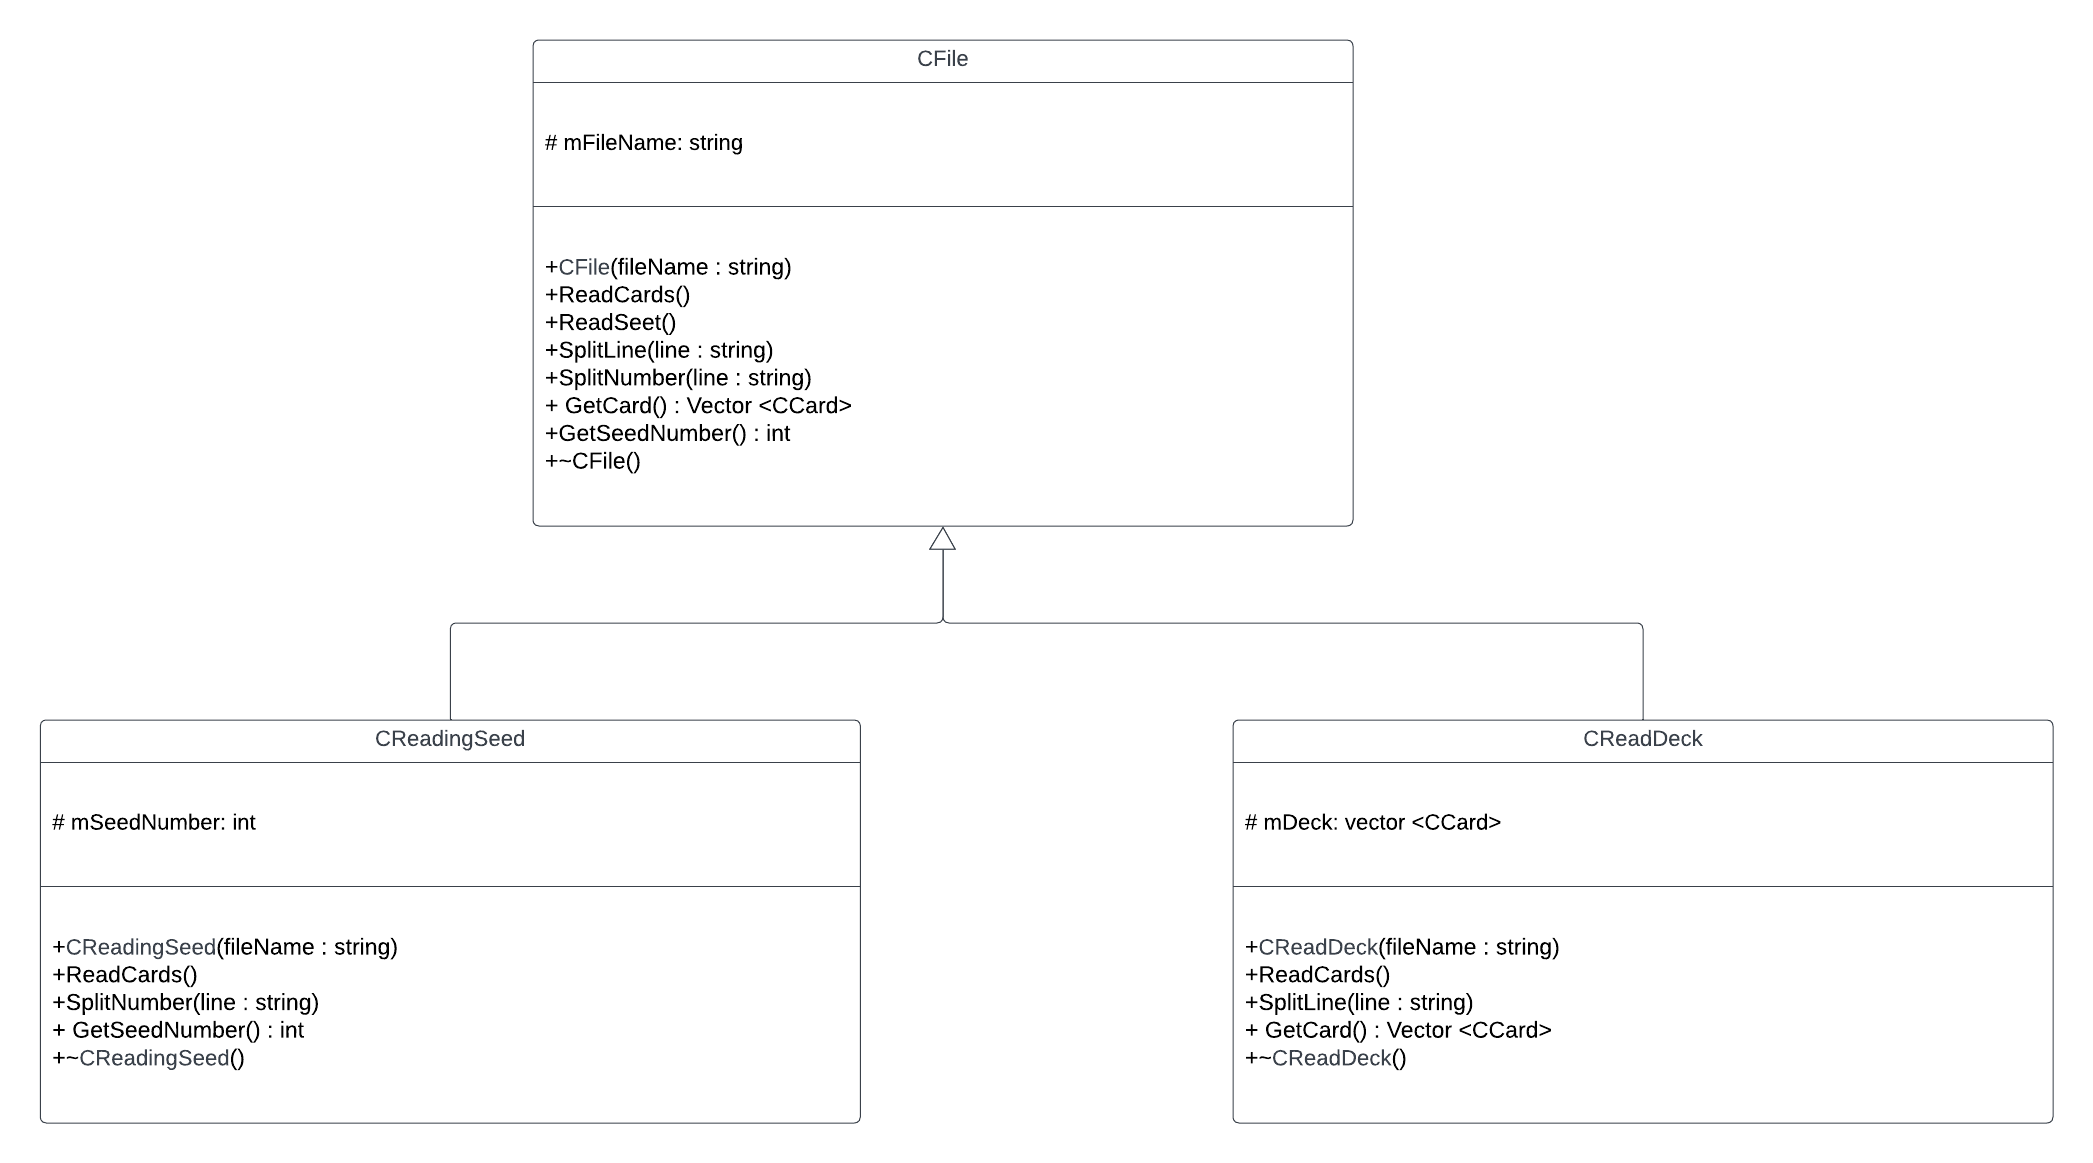 CFile
# mFileName: string
+CFile(fileName : string)
+ReadCards()
+ReadSeet()
+SplitLine(line : string)
+SplitNumber(line : string)
+ GetCard() : Vector <CCard>
+GetSeedNumber() : int
+~CFile()
CReadingSeed
# mSeedNumber: int
+CReadingSeed(fileName : string)
+ReadCards()
+SplitNumber(line : string)
+ GetSeedNumber() : int
+~CReadingSeed()
CReadDeck
# mDeck: vector <CCard>
+CReadDeck(fileName : string)
+ReadCards()
+SplitLine(line : string)
+ GetCard() : Vector <CCard>
+~CReadDeck()